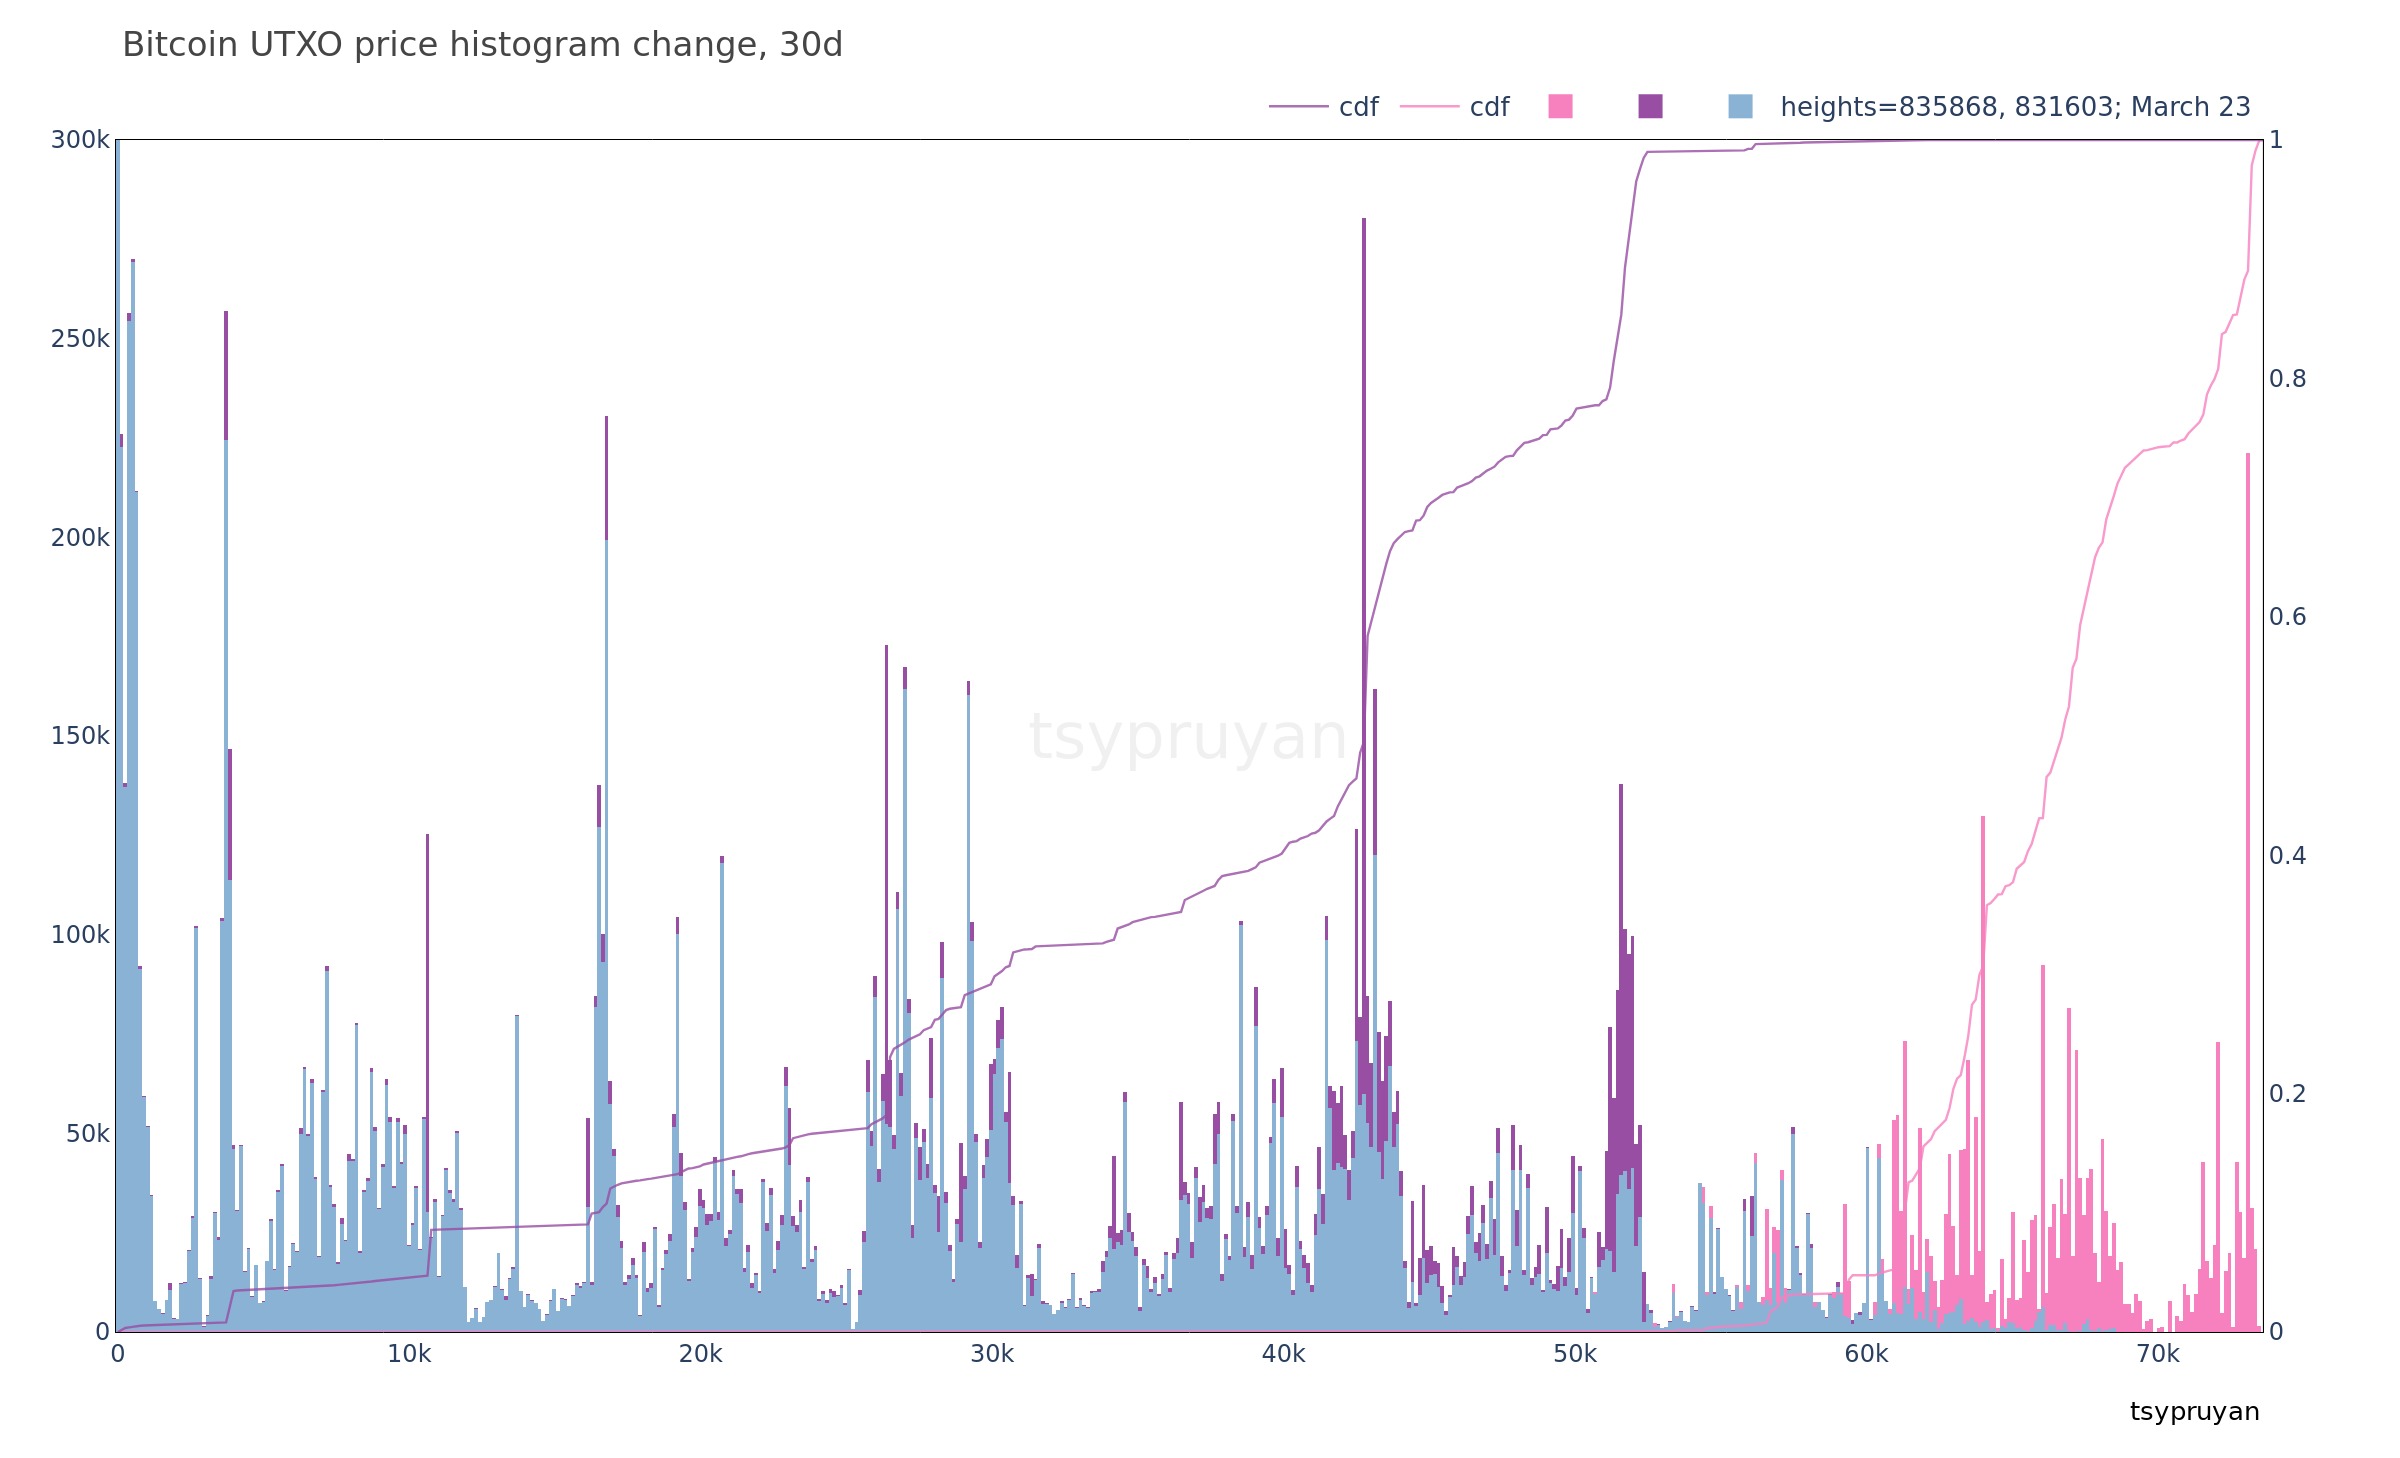 Bitcoin UTXO price histogram change, 30d
cdf cdf heights=835868, 831603; March 23
300k 1
250k
0.8
200k
0.6
150k
tsypruyan
0.4
100k
0.2
50k
0 0
0 10k 20k 30k 40k 50k 60k 70k
tsypruyan